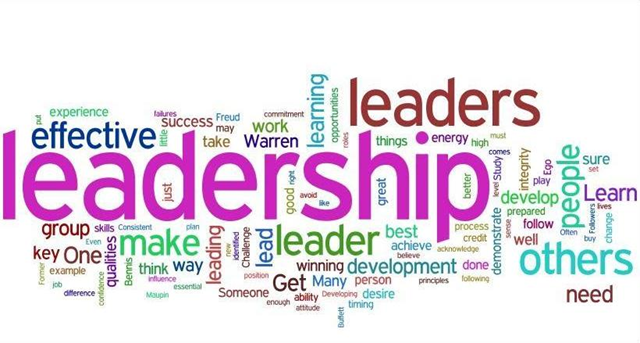 leadership
leaders
effective
experience
put
failures
success
little
Freud
may
take
commitment
work
Warren
learning
opportunities
roles
things
energy
high
must
just
good
right
avoid
like
great
better
level
Study
comes
integrity
play
Ego
people
sure
set
develop
prepared
Learn
lives
Followers
change
follow
sense
well
Often
buy
others
need
demonstrate
process
credit
acknowledge
done
following
principles
development
best
achieve
believe
leader
lead
Challenge
identified
new
leading
winning
Get
Many
person
Developing
desire
timing
Buffett
ability
attitude
enough
Someone
position
essential
influence
way
think
make
plan
Consistent
skills
group
Even
qualities
Bennis
Maupin
confidence
key
One
Former
example
job
difference